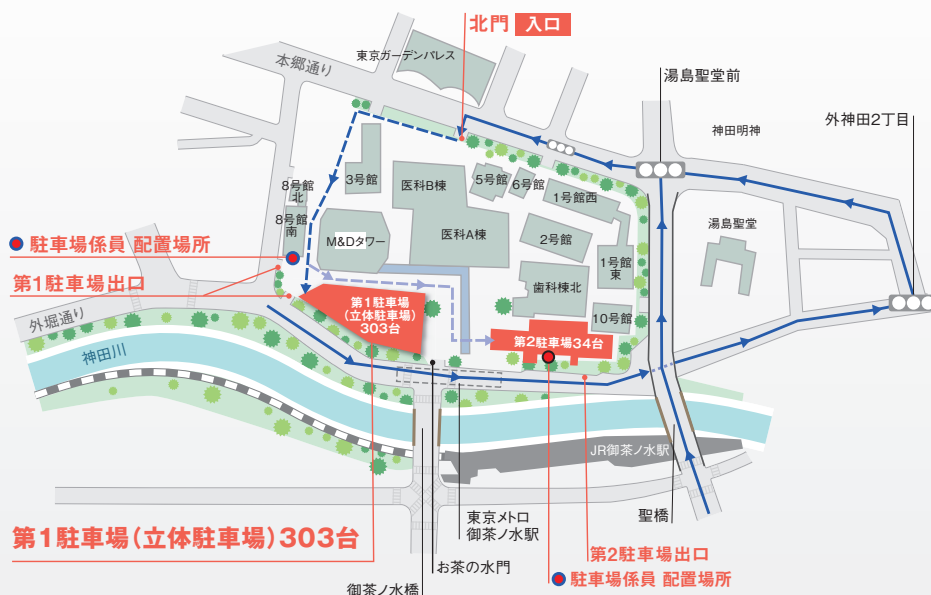 北門 入口
東京ガーデンパレス
本郷通り
湯島聖堂前
外神田2丁目
神田明神
3号館
医科B棟
5号館
6号館
1号館西
8号館
北
8号館
南
M&Dタワー
医科A棟
2号館
1号館
東
湯島聖堂
駐車場係員 配置場所
第1駐車場出口
歯科棟北
10号館
第1駐車場
(立体駐車場)
303台
第2駐車場34台
外堀通り
神田川
JR御茶ノ水駅
第1駐車場(立体駐車場)303台
東京メトロ
御茶ノ水駅
聖橋
第2駐車場出口
お茶の水門
駐車場係員 配置場所
御茶ノ水橋